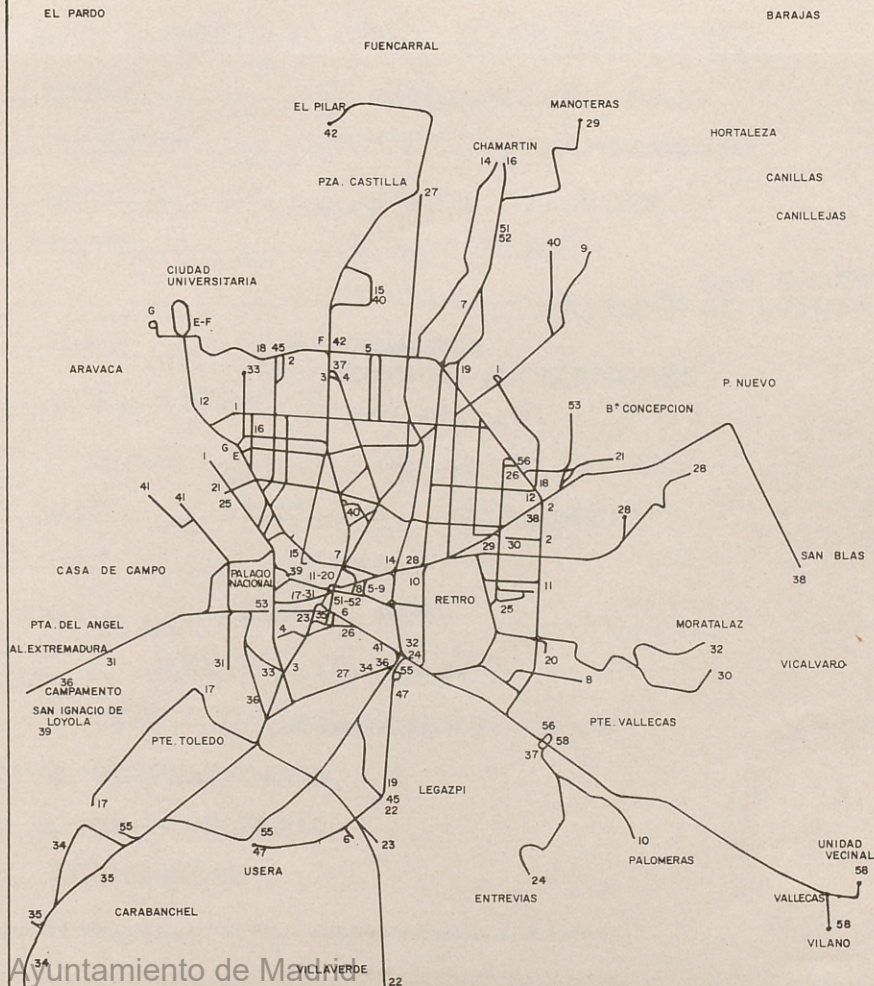 EL PARDO
BARAJAS
FUENCARRAL
EL PILAR
MANOTERAS
42
29
HORTALEZA
CHAMARTIN
14 16
CANILLAS
PZA. CASTILLA
27
CANILLEJAS
51
52
40
9
CIUDAD
UNIVERSITARIA
15
40
7
G
E-F
18 45
2
F
42
5
ARAVACA
33
37
3 4
19
1
P. NUEVO
12
1
53
Bº CONCEPCION
16
G
E
1
56
26
21
28
41
41
21
25
18
12
2
38
28
40
2
29
30
15
7
14
28
SAN BLAS
38
CASA DE CAMPO
PALACIO
NACIONAL
39
11-20
8
5-9
10
11
17-31
51-52
RETIRO
25
53
23
35
6
PTA. DEL ANGEL
4
26
MORATALAZ
AL.EXTREMADURA
31
31
41
32
24
32
36
33
3
27
34
36
55
20
VICALVARO
CAMPAMENTO
17
47
8
30
SAN IGNACIO DE
LOYOLA
39
36
PTE. VALLECAS
PTE. TOLEDO
56
58
37
19
45
22
LEGAZPI
17
55
55
6
23
34
47
10
USERA
PALOMERAS
UNIDAD
VECINAL
58
35
24
ENTREVIAS
VALLECAS
35
CARABANCHEL
58
VILANO
34
VILLAVERDE
22
Ayuntamiento de Madrid